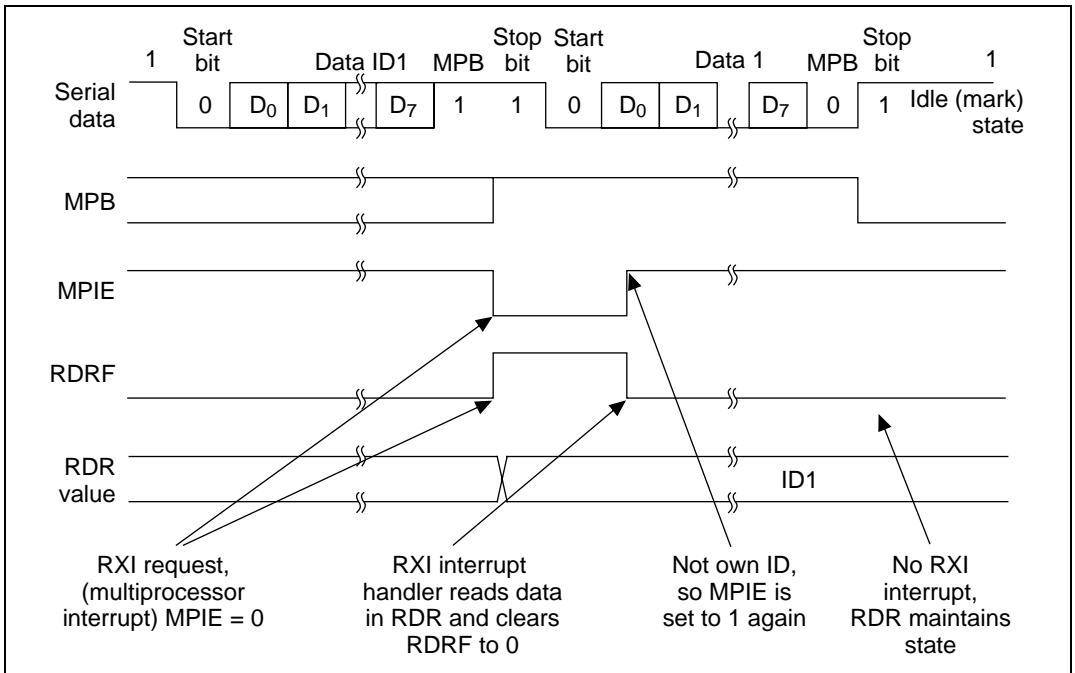 Start Stop Start Stop
1 bit Data ID1 MPB bit bit Data 1 MPB bit 1
Serial data 0 D0 D1 D7 1 1 0 D0 D1 D7 0 1 Idle (mark) state
MPB
MPIE
RDRF
RDR value
ID1
RXI request,
(multiprocessor
interrupt) MPIE = 0
RXI interrupt
handler reads data
in RDR and clears
RDRF to 0
Not own ID,
so MPIE is
set to 1 again
No RXI
interrupt,
RDR maintains
state